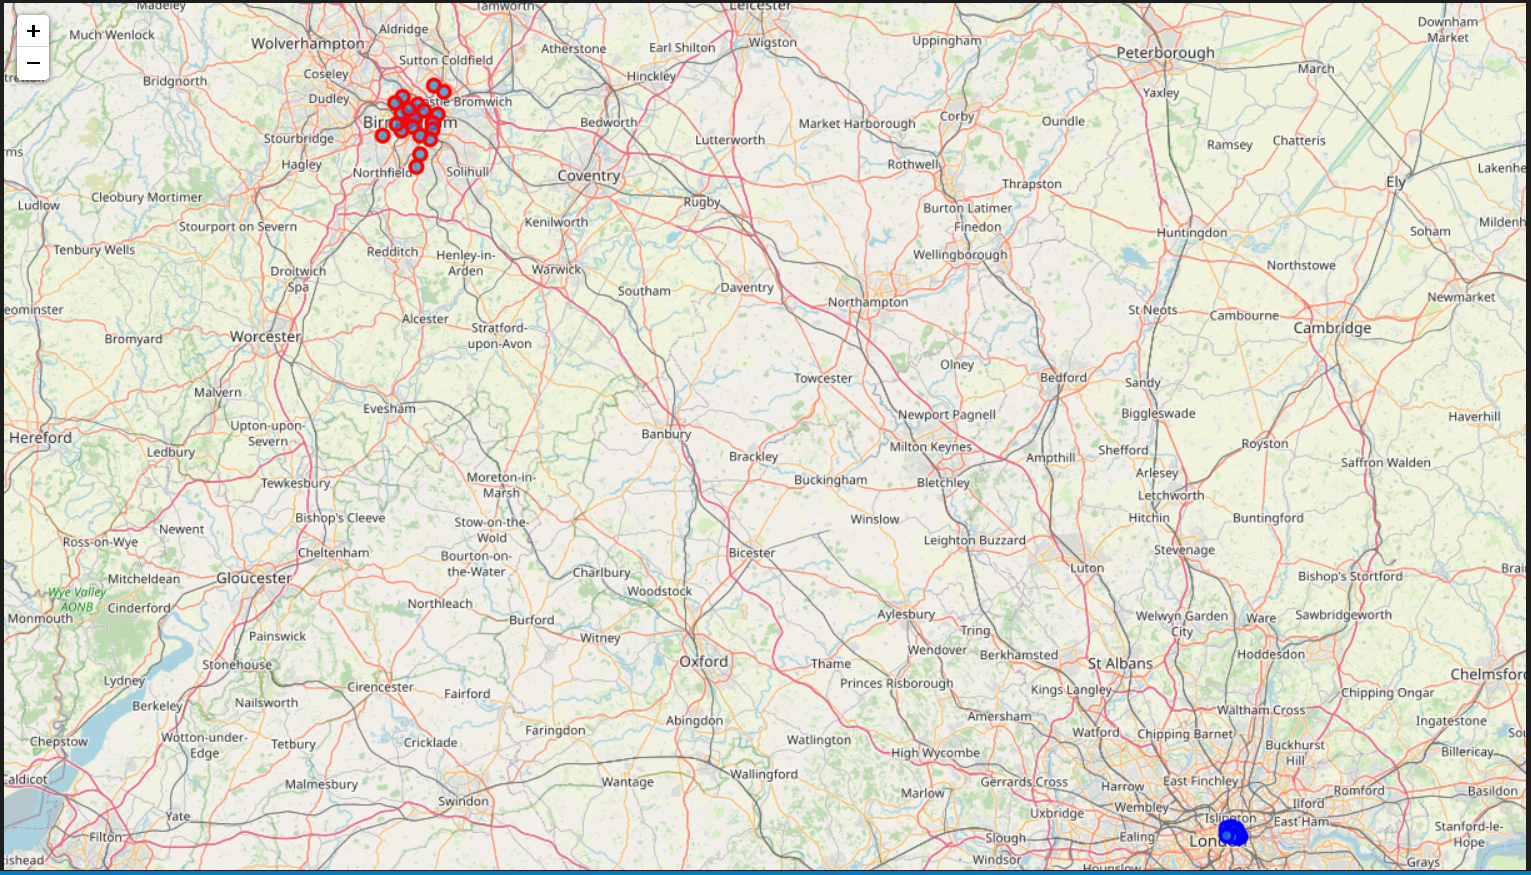 +
−
Madeley
Tamworth
Leicester
Much Wenlock
Aldridge
Wolverhampton
Atherstone
Earl Shilton
Wigston
Uppingham
Peterborough
Downham
Market
Sutton Coldfield
Coseley
Bridgnorth
Hinckley
March
Dudley
Yaxley
Bedworth
Market Harborough
Corby
Oundle
Stourbridge
Lutterworth
Ramsey
Chatteris
Hagley
Northfield
Solihull
Coventry
Rothwell
Thrapston
Ely
Cleobury Mortimer
Ludlow
Rugby
Burton Latimer
Finedon
Stourport on Severn
Kenilworth
Huntingdon
Soham
Tenbury Wells
Redditch
Henley-in-
Arden
Wellingborough
Northstowe
Droitwich
Spa
Warwick
Southam
Daventry
Northampton
Newmarket
St Neots
Cambourne
Cambridge
Alcester
Stratford-
upon-Avon
Worcester
Bromyard
Olney
Towcester
Bedford
Sandy
Malvern
Evesham
Newport Pagnell
Biggleswade
Haverhill
Upton-upon-
Severn
Hereford
Banbury
Milton Keynes
Shefford
Royston
Ledbury
Brackley
Ampthill
Saffron Walden
Arlesey
Tewkesbury
Moreton-in-
Marsh
Buckingham
Bletchley
Letchworth
Bishop's Cleeve
Winslow
Hitchin
Buntingford
Newent
Stow-on-the-
Wold
Ross-on-Wye
Leighton Buzzard
Stevenage
Cheltenham
Bourton-on-
the-Water
Bicester
Luton
Gloucester
Mitcheldean
Charlbury
Bishop's Stortford
Wye Valley
AONB
Woodstock
Northleach
Cinderford
Monmouth
Burford
Aylesbury
Welwyn Garden
City
Ware
Sawbridgeworth
Painswick
Witney
Tring
Wendover
Berkhamsted
Hoddesdon
Stonehouse
Oxford
Thame
St Albans
Lydney
Cirencester
Fairford
Princes Risborough
Kings Langley
Chipping Ongar
Berkeley
Nailsworth
Abingdon
Amersham
Waltham Cross
Ingatestone
Chepstow
Wotton-under-
Edge
Tetbury
Cricklade
Faringdon
Watlington
Watford
Chipping Barnet
Buckhurst
Hill
Billericay
High Wycombe
Malmesbury
Wantage
Wallingford
Gerrards Cross
Harrow
East Finchley
Romford
Basildon
Marlow
Swindon
Yate
Uxbridge
Wembley
Ilford
Islington
East Ham
Filton
Slough
Ealing
Stanford-le-
Hope
Windsor
Grays